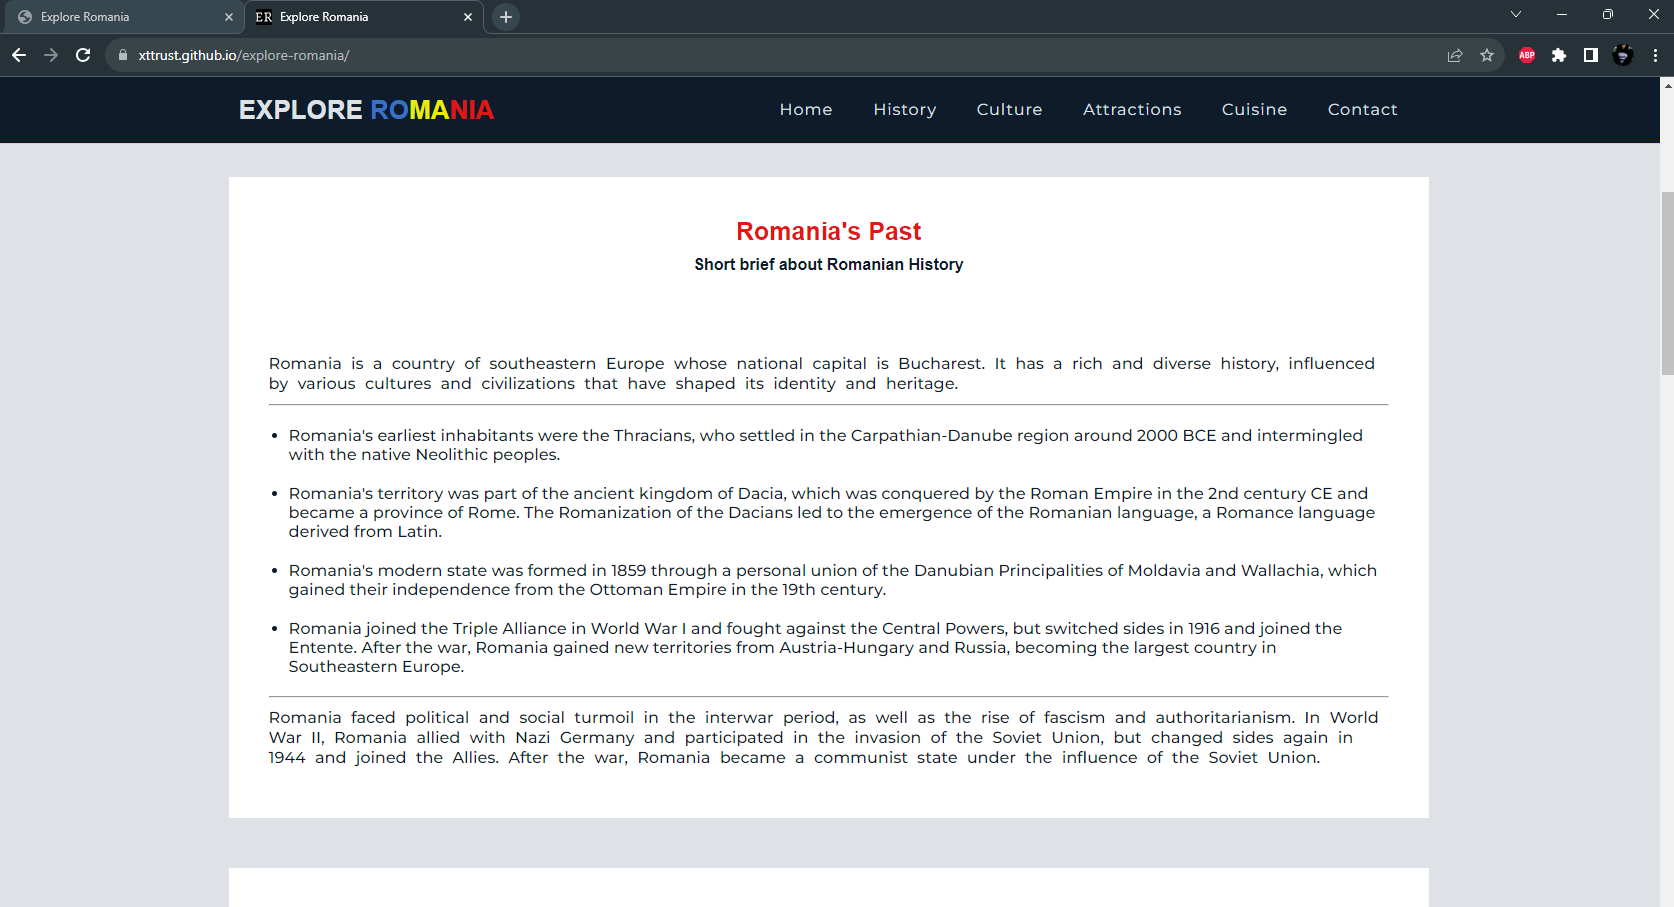 Explore Romania
ER Explore Romania
xttrust.github.io/explore-romania/
ABP
EXPLORE ROMANIA
Home History Culture Attractions Cuisine Contact
Romania's Past
Short brief about Romanian History
Romania is a country of southeastern Europe whose national capital is Bucharest. It has a rich and diverse history, influenced
by various cultures and civilizations that have shaped its identity and heritage.
• Romania's earliest inhabitants were the Thracians, who settled in the Carpathian-Danube region around 2000 BCE and intermingled
with the native Neolithic peoples.
• Romania's territory was part of the ancient kingdom of Dacia, which was conquered by the Roman Empire in the 2nd century CE and
became a province of Rome. The Romanization of the Dacians led to the emergence of the Romanian language, a Romance language
derived from Latin.
• Romania's modern state was formed in 1859 through a personal union of the Danubian Principalities of Moldavia and Wallachia, which
gained their independence from the Ottoman Empire in the 19th century.
• Romania joined the Triple Alliance in World War I and fought against the Central Powers, but switched sides in 1916 and joined the
Entente. After the war, Romania gained new territories from Austria-Hungary and Russia, becoming the largest country in
Southeastern Europe.
Romania faced political and social turmoil in the interwar period, as well as the rise of fascism and authoritarianism. In World
War II, Romania allied with Nazi Germany and participated in the invasion of the Soviet Union, but changed sides again in
1944 and joined the Allies. After the war, Romania became a communist state under the influence of the Soviet Union.